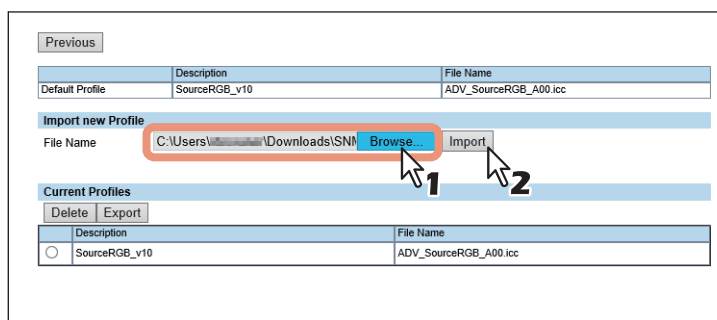 Previous
Description File Name
Default Profile SourceRGB_v10 ADV_SourceRGB_A00.icc
Import new Profile
File Name C:\Users\ \Downloads\SNM Browse... Import
1 2
Current Profiles
Delete Export
Description File Name
SourceRGB_v10 ADV_SourceRGB_A00.icc